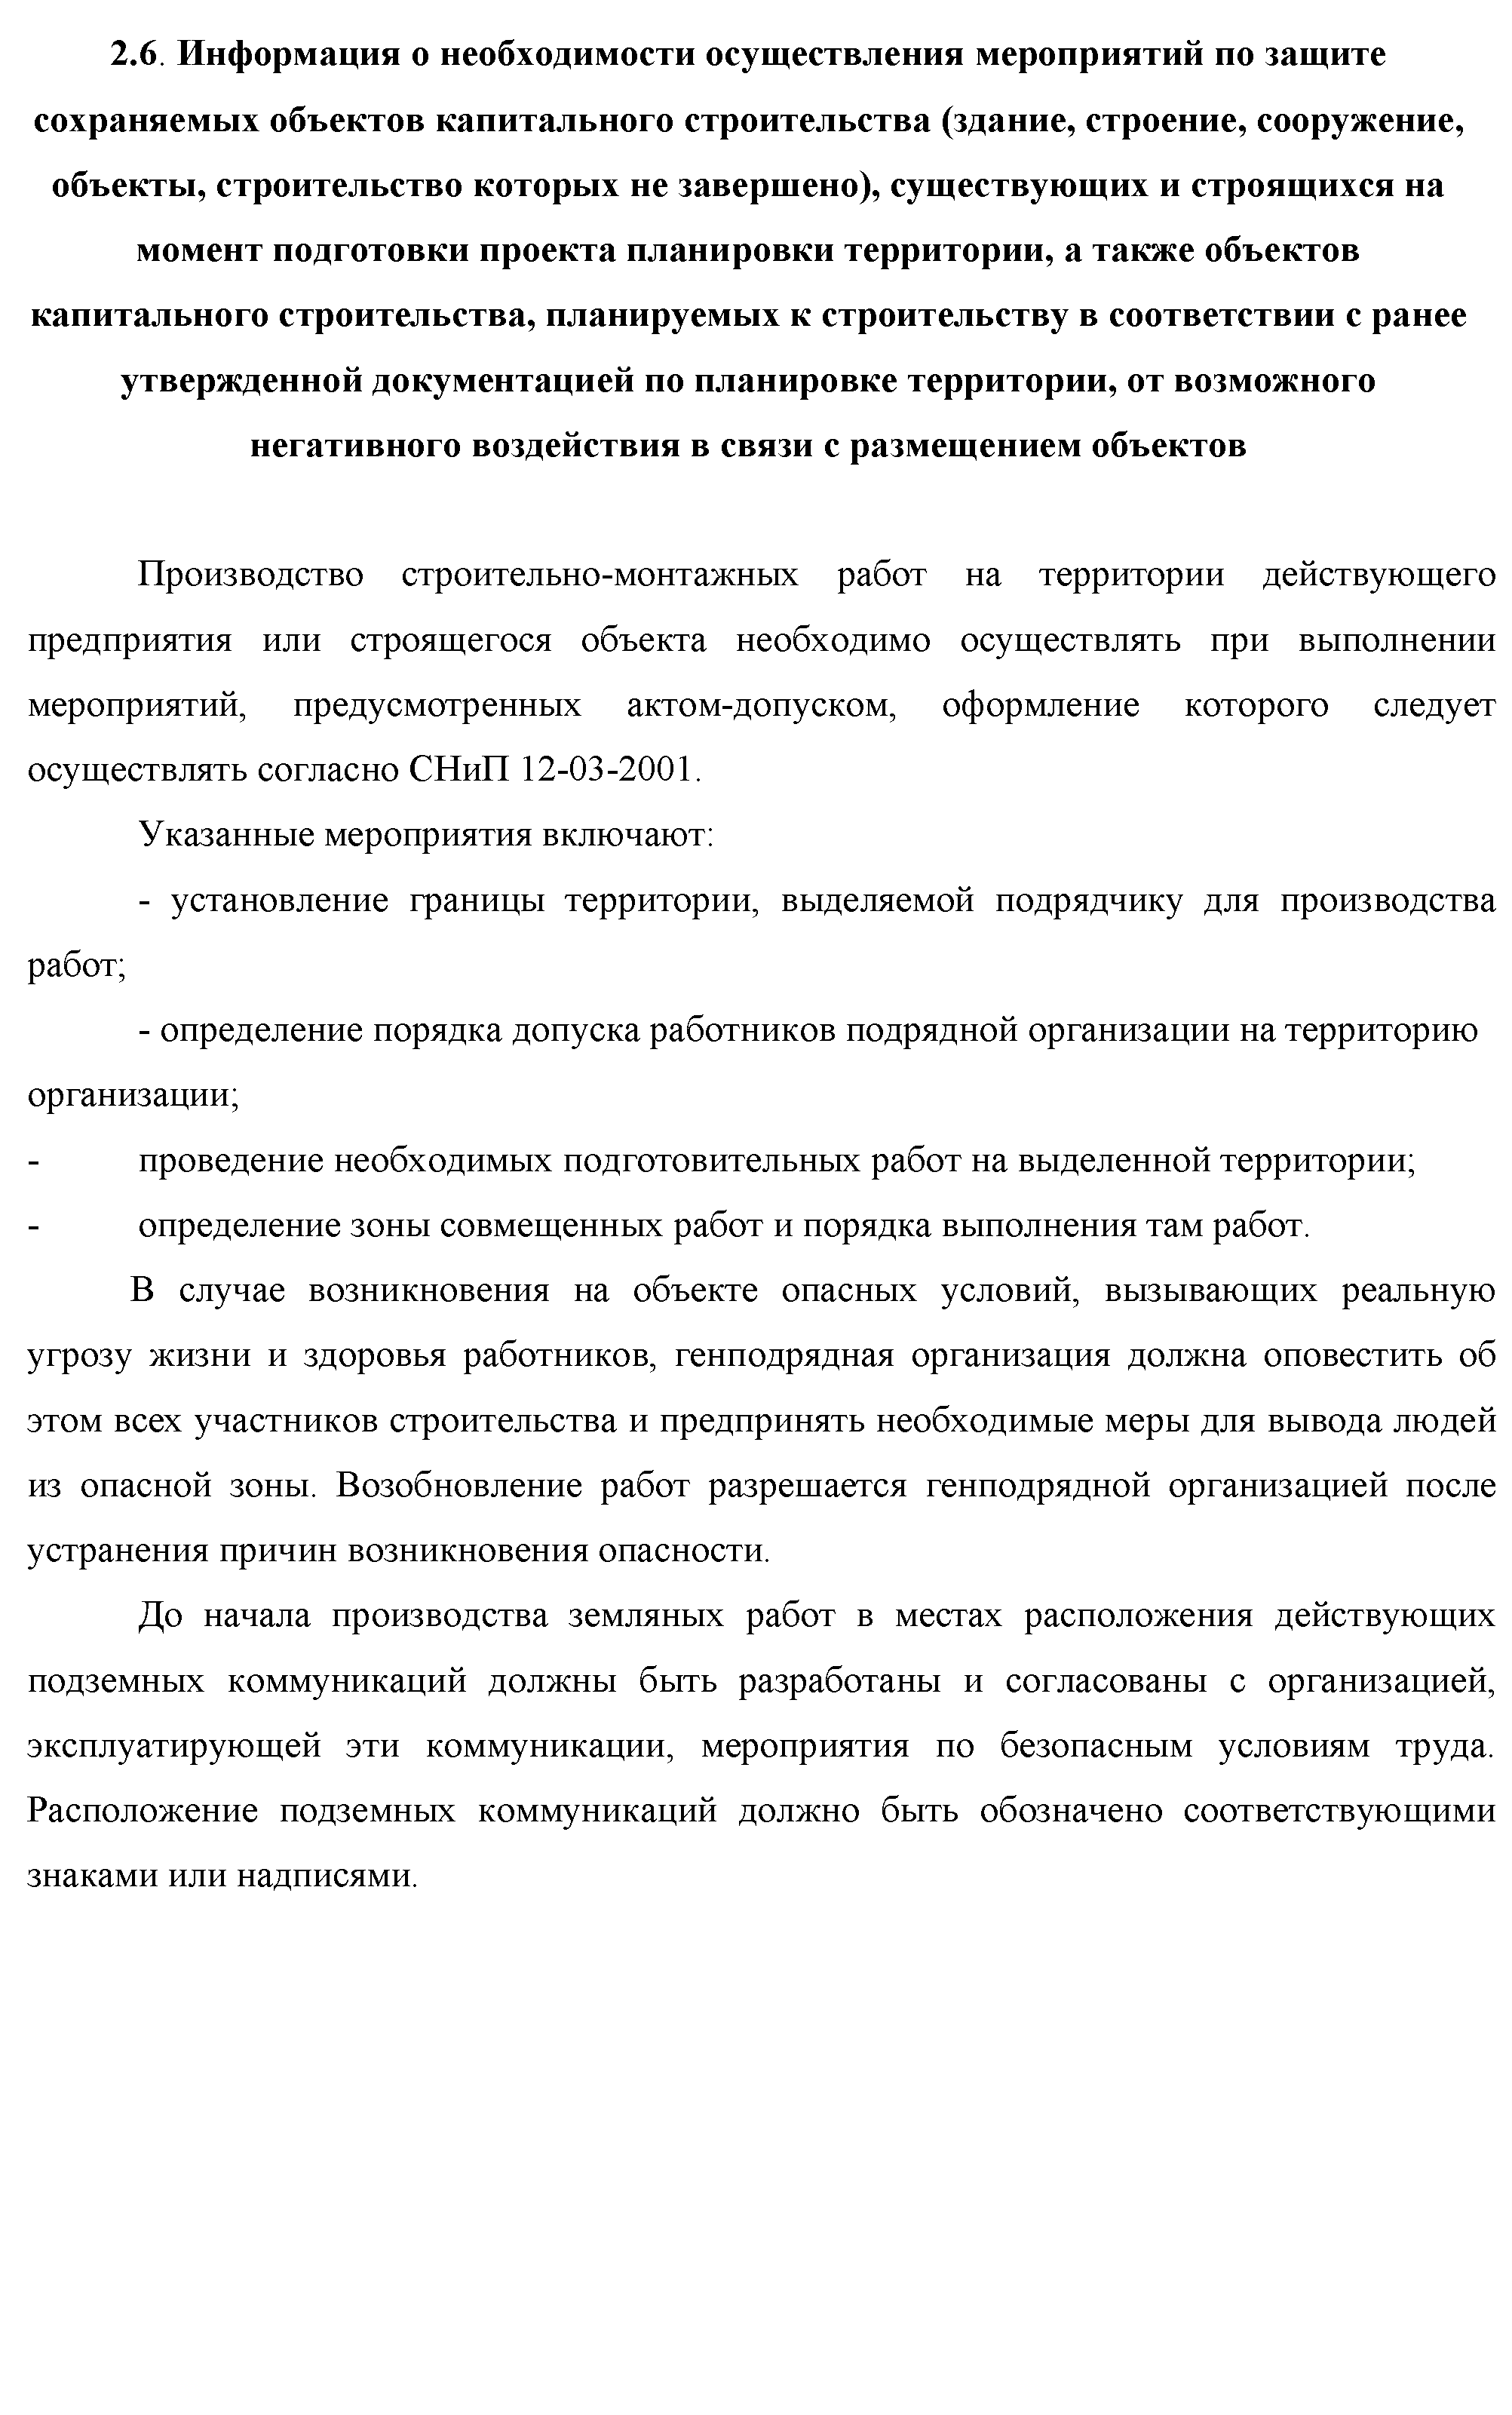 2.6. Информация о необходимости осуществления мероприятий по защите
сохраняемых объектов капитального строительства (здание, строение, сооружение,
объекты, строительство которых не завершено), существующих и строящихся на
момент подготовки проекта планировки территории, а также объектов
капитального строительства, планируемых к строительству в соответствии с ранее
утвержденной документацией по планировке территории, от возможного
негативного воздействия в связи с размещением объектов
Производство строительно-монтажных работ на территории действующего
предприятия или строящегося объекта необходимо осуществлять при выполнении
мероприятий, предусмотренных актом-допуском, оформление которого следует
осуществлять согласно СНиП 12-03-2001.
Указанные мероприятия включают:
- установление границы территории, выделяемой подрядчику для производства
работ;
- определение порядка допуска работников подрядной организации на территорию
организации;
- проведение необходимых подготовительных работ на выделенной территории;
- определение зоны совмещенных работ и порядка выполнения там работ.
В случае возникновения на объекте опасных условий, вызывающих реальную
угрозу жизни и здоровья работников, генподрядная организация должна оповестить об
этом всех участников строительства и предпринять необходимые меры для вывода людей
из опасной зоны. Возобновление работ разрешается генподрядной организацией после
устранения причин возникновения опасности.
До начала производства земляных работ в местах расположения действующих
подземных коммуникаций должны быть разработаны и согласованы с организацией,
эксплуатирующей эти коммуникации, мероприятия по безопасным условиям труда.
Расположение подземных коммуникаций должно быть обозначено соответствующими
знаками или надписями.